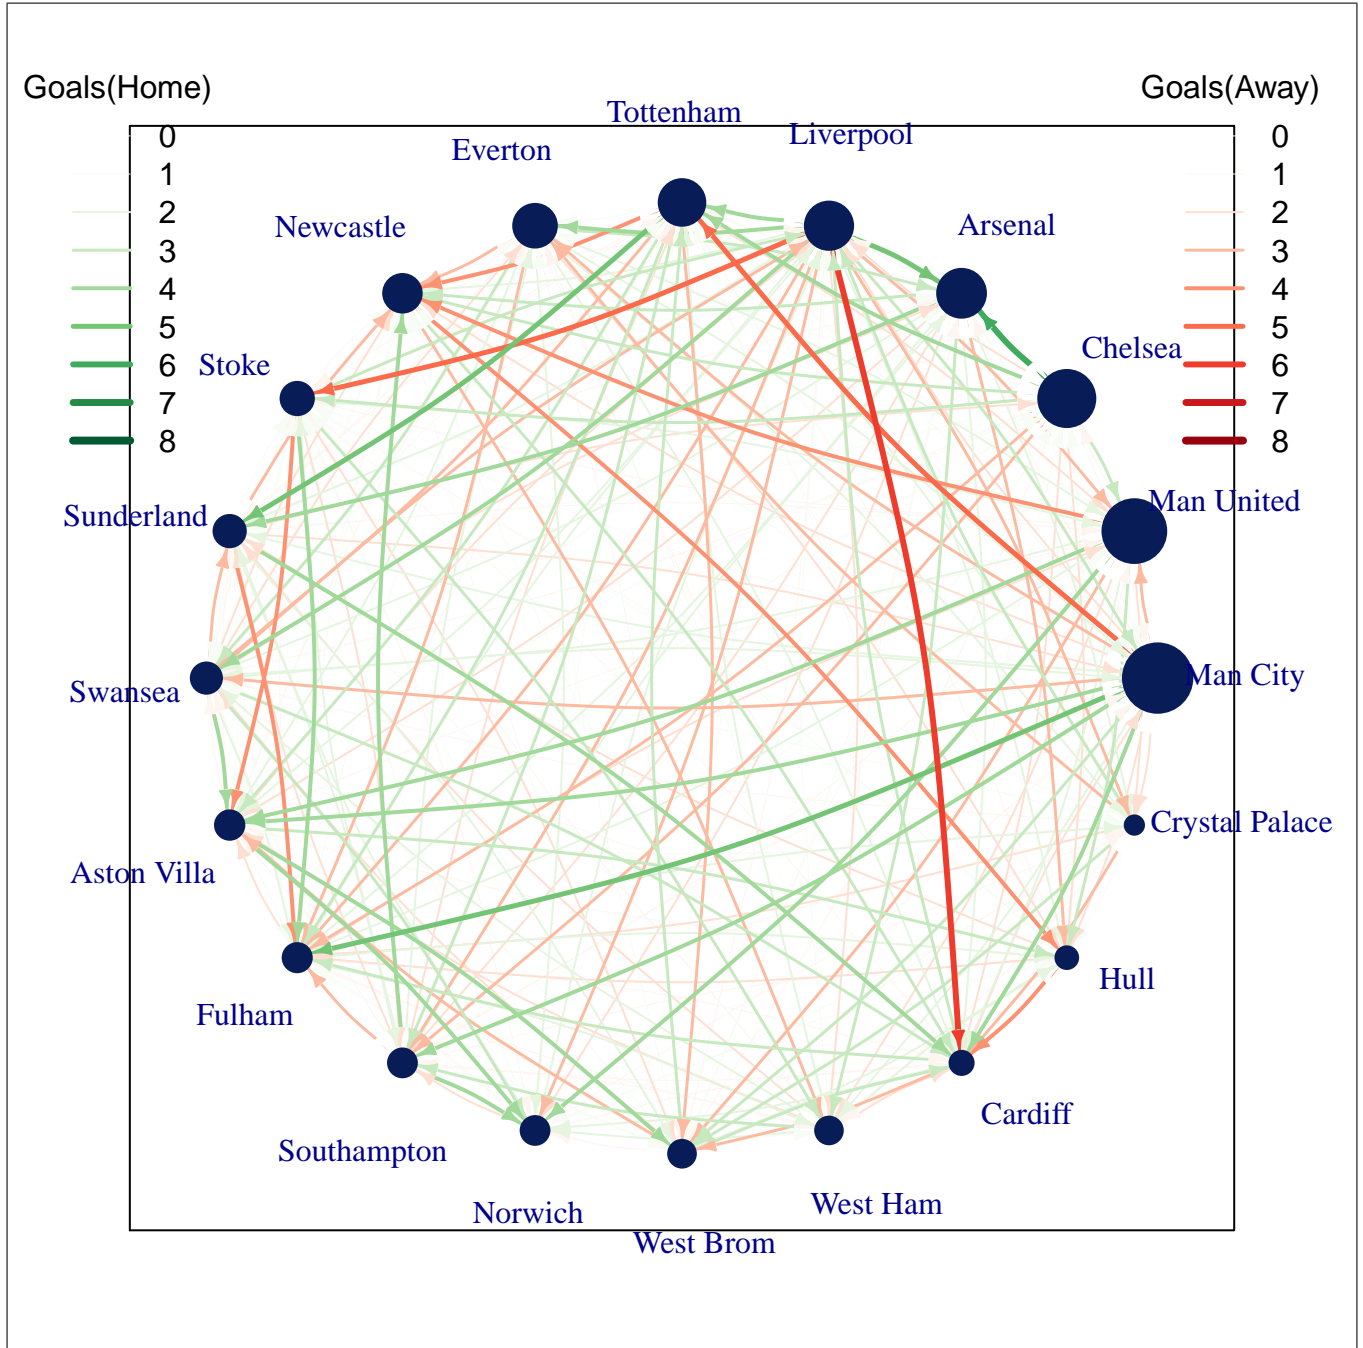 Goals(Home)
Goals(Away)
0
1
2
3
4
5
6
7
8
0
1
2
3
4
5
6
7
8
Tottenham
Liverpool
Everton
Arsenal
Newcastle
Chelsea
Stoke
Man United
Sunderland
Man City
Swansea
Crystal Palace
Aston Villa
Hull
Fulham
Cardiff
Southampton
West Ham
Norwich
West Brom